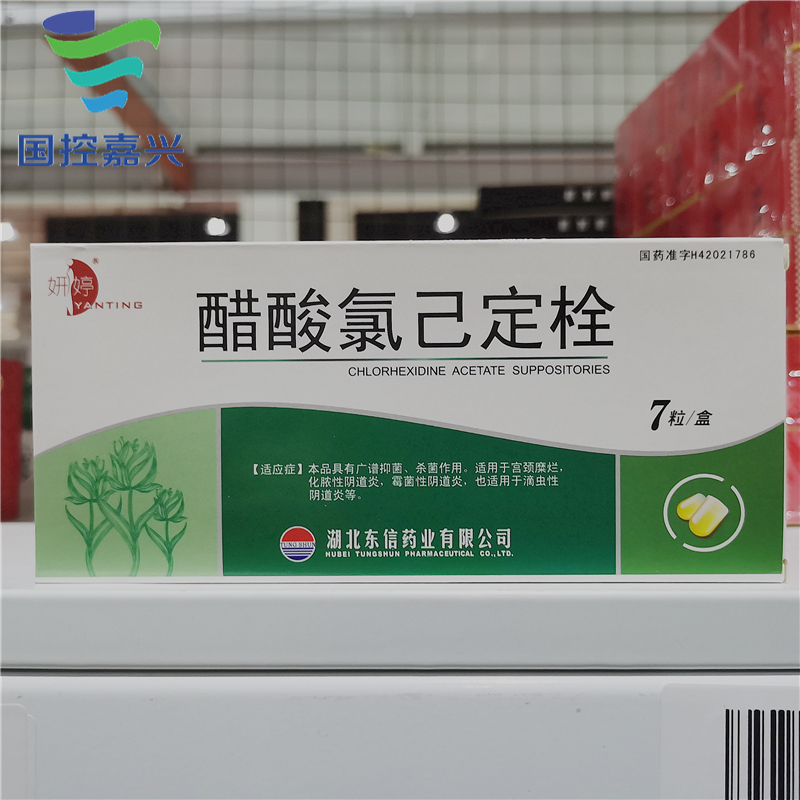 国控嘉兴
国药准字H42021786
妍婷®
YANTING
醋酸氯己定栓
CHLORHEXIDINE ACETATE SUPPOSITORIES
7粒/盒
【适应症】本品具有广谱抑菌、杀菌作用。适用于宫颈糜烂,
化脓性阴道炎,霉菌性阴道炎,也适用于滴虫性
阴道炎等。
TUNG SHUN
湖北东信药业有限公司
HUBEI TUNGSHUN PHARMACEUTICAL CO.,LTD.